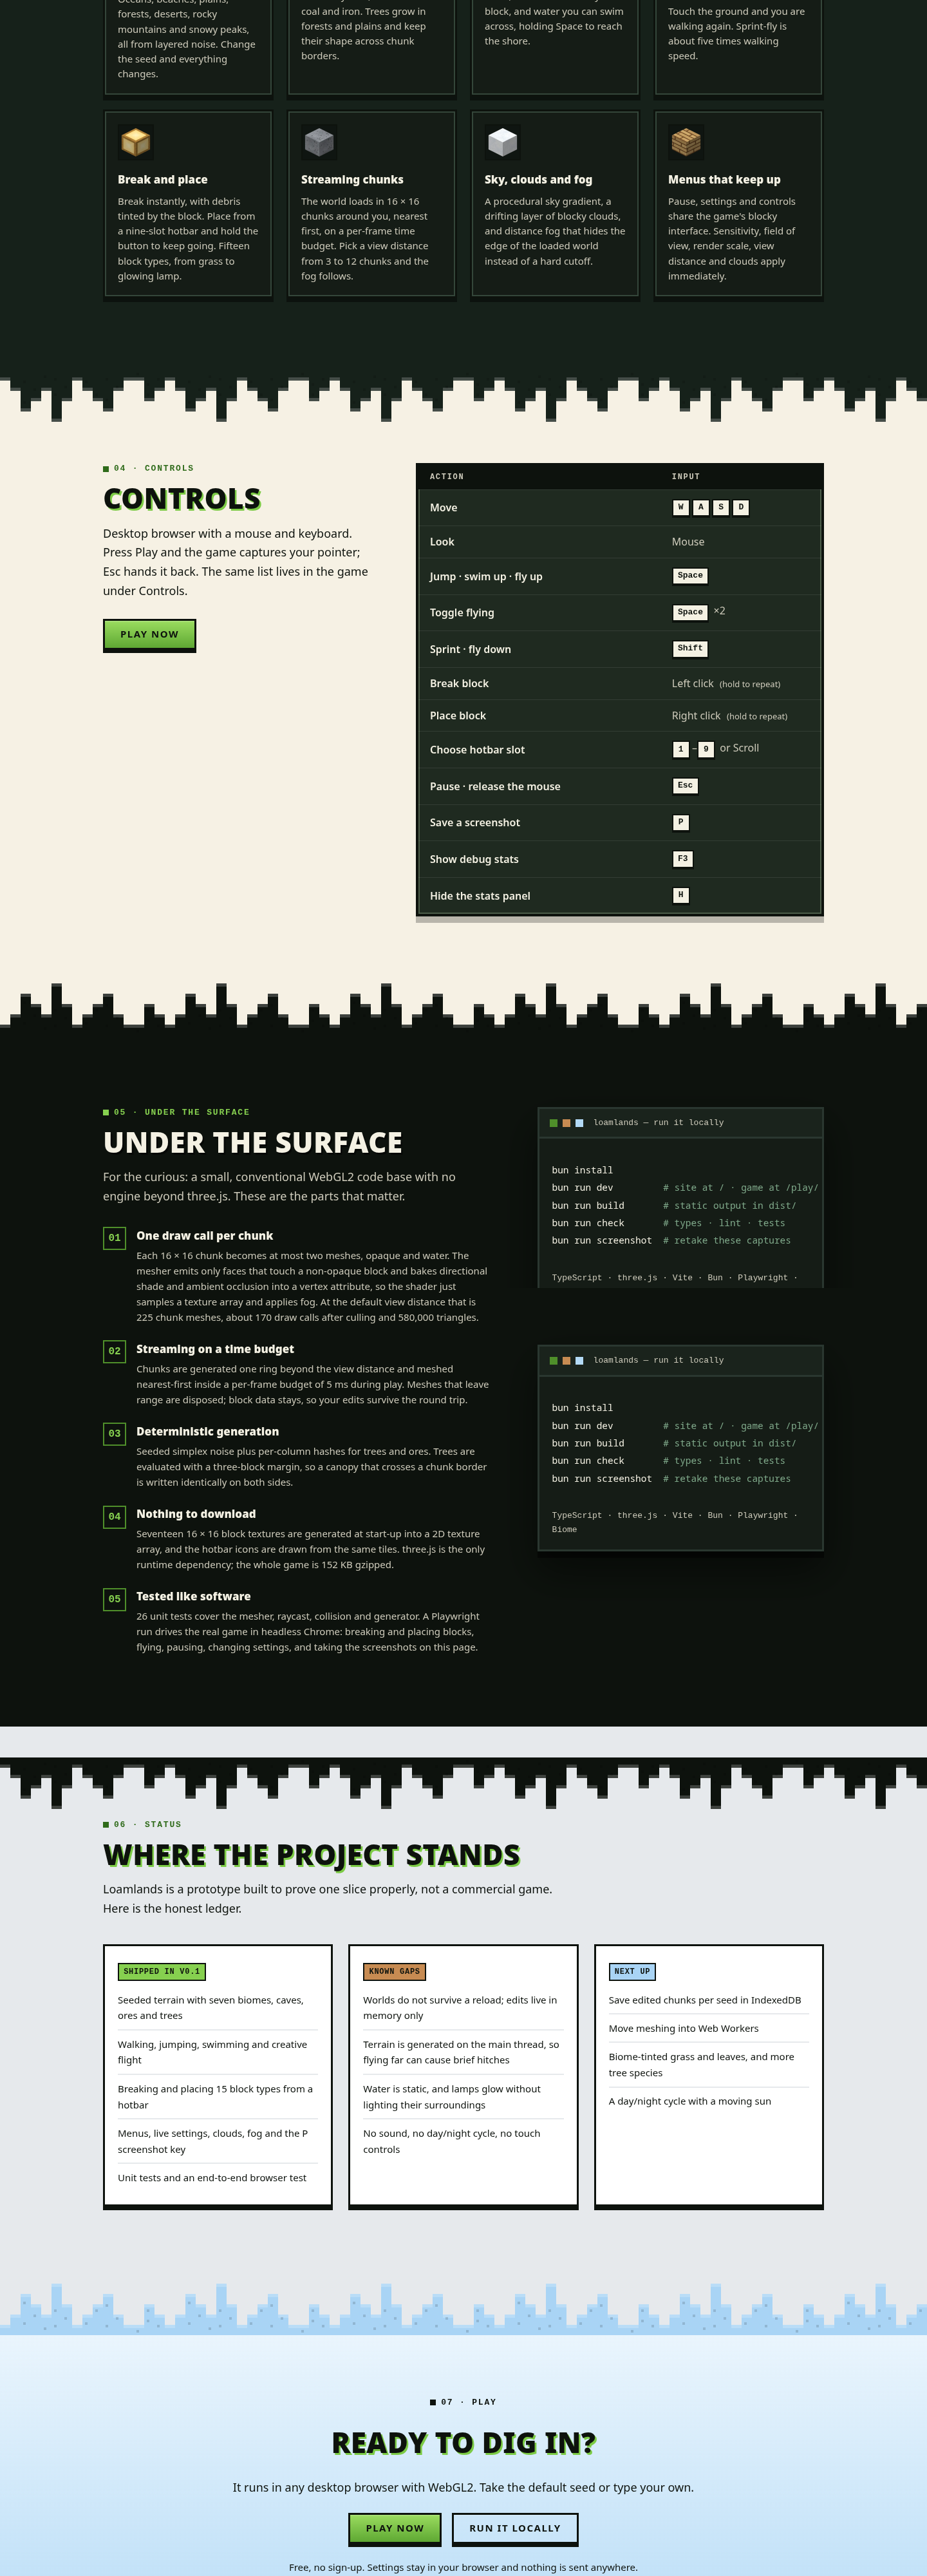 Oceans, beaches, plains,
forests, deserts, rocky
mountains and snowy peaks,
all from layered noise. Change
the seed and everything
changes.
coal and iron. Trees grow in
forests and plains and keep
their shape across chunk
borders.
block, and water you can swim
across, holding Space to reach
the shore.
Touch the ground and you are
walking again. Sprint-fly is
about five times walking
speed.
Break and place
Break instantly, with debris
tinted by the block. Place from
a nine-slot hotbar and hold the
button to keep going. Fifteen
block types, from grass to
glowing lamp.
Streaming chunks
The world loads in 16 × 16
chunks around you, nearest
first, on a per-frame time
budget. Pick a view distance
from 3 to 12 chunks and the
fog follows.
Sky, clouds and fog
A procedural sky gradient, a
drifting layer of blocky clouds,
and distance fog that hides the
edge of the loaded world
instead of a hard cutoff.
Menus that keep up
Pause, settings and controls
share the game's blocky
interface. Sensitivity, field of
view, render scale, view
distance and clouds apply
immediately.
04 · CONTROLS
CONTROLS
Desktop browser with a mouse and keyboard.
Press Play and the game captures your pointer;
Esc hands it back. The same list lives in the game
under Controls.
PLAY NOW
ACTION INPUT
Move W A S D
Look Mouse
Jump · swim up · fly up Space
Toggle flying Space ×2
Sprint · fly down Shift
Break block Left click (hold to repeat)
Place block Right click (hold to repeat)
Choose hotbar slot 1 – 9 or Scroll
Pause · release the mouse Esc
Save a screenshot P
Show debug stats F3
Hide the stats panel H
05 · UNDER THE SURFACE
UNDER THE SURFACE
For the curious: a small, conventional WebGL2 code base with no
engine beyond three.js. These are the parts that matter.
01 One draw call per chunk
Each 16 × 16 chunk becomes at most two meshes, opaque and water. The
mesher emits only faces that touch a non-opaque block and bakes directional
shade and ambient occlusion into a vertex attribute, so the shader just
samples a texture array and applies fog. At the default view distance that is
225 chunk meshes, about 170 draw calls after culling and 580,000 triangles.
02 Streaming on a time budget
Chunks are generated one ring beyond the view distance and meshed
nearest-first inside a per-frame budget of 5 ms during play. Meshes that leave
range are disposed; block data stays, so your edits survive the round trip.
03 Deterministic generation
Seeded simplex noise plus per-column hashes for trees and ores. Trees are
evaluated with a three-block margin, so a canopy that crosses a chunk border
is written identically on both sides.
04 Nothing to download
Seventeen 16 × 16 block textures are generated at start-up into a 2D texture
array, and the hotbar icons are drawn from the same tiles. three.js is the only
runtime dependency; the whole game is 152 KB gzipped.
05 Tested like software
26 unit tests cover the mesher, raycast, collision and generator. A Playwright
run drives the real game in headless Chrome: breaking and placing blocks,
flying, pausing, changing settings, and taking the screenshots on this page.
loamlands — run it locally
bun install
bun run dev # site at / · game at /play/
bun run build # static output in dist/
bun run check # types · lint · tests
bun run screenshot # retake these captures
TypeScript · three.js · Vite · Bun · Playwright ·
loamlands — run it locally
bun install
bun run dev # site at / · game at /play/
bun run build # static output in dist/
bun run check # types · lint · tests
bun run screenshot # retake these captures
TypeScript · three.js · Vite · Bun · Playwright ·
Biome
06 · STATUS
WHERE THE PROJECT STANDS
Loamlands is a prototype built to prove one slice properly, not a commercial game.
Here is the honest ledger.
SHIPPED IN V0.1
Seeded terrain with seven biomes, caves,
ores and trees
Walking, jumping, swimming and creative
flight
Breaking and placing 15 block types from a
hotbar
Menus, live settings, clouds, fog and the P
screenshot key
Unit tests and an end-to-end browser test
KNOWN GAPS
Worlds do not survive a reload; edits live in
memory only
Terrain is generated on the main thread, so
flying far can cause brief hitches
Water is static, and lamps glow without
lighting their surroundings
No sound, no day/night cycle, no touch
controls
NEXT UP
Save edited chunks per seed in IndexedDB
Move meshing into Web Workers
Biome-tinted grass and leaves, and more
tree species
A day/night cycle with a moving sun
07 · PLAY
READY TO DIG IN?
It runs in any desktop browser with WebGL2. Take the default seed or type your own.
PLAY NOW
RUN IT LOCALLY
Free, no sign-up. Settings stay in your browser and nothing is sent anywhere.